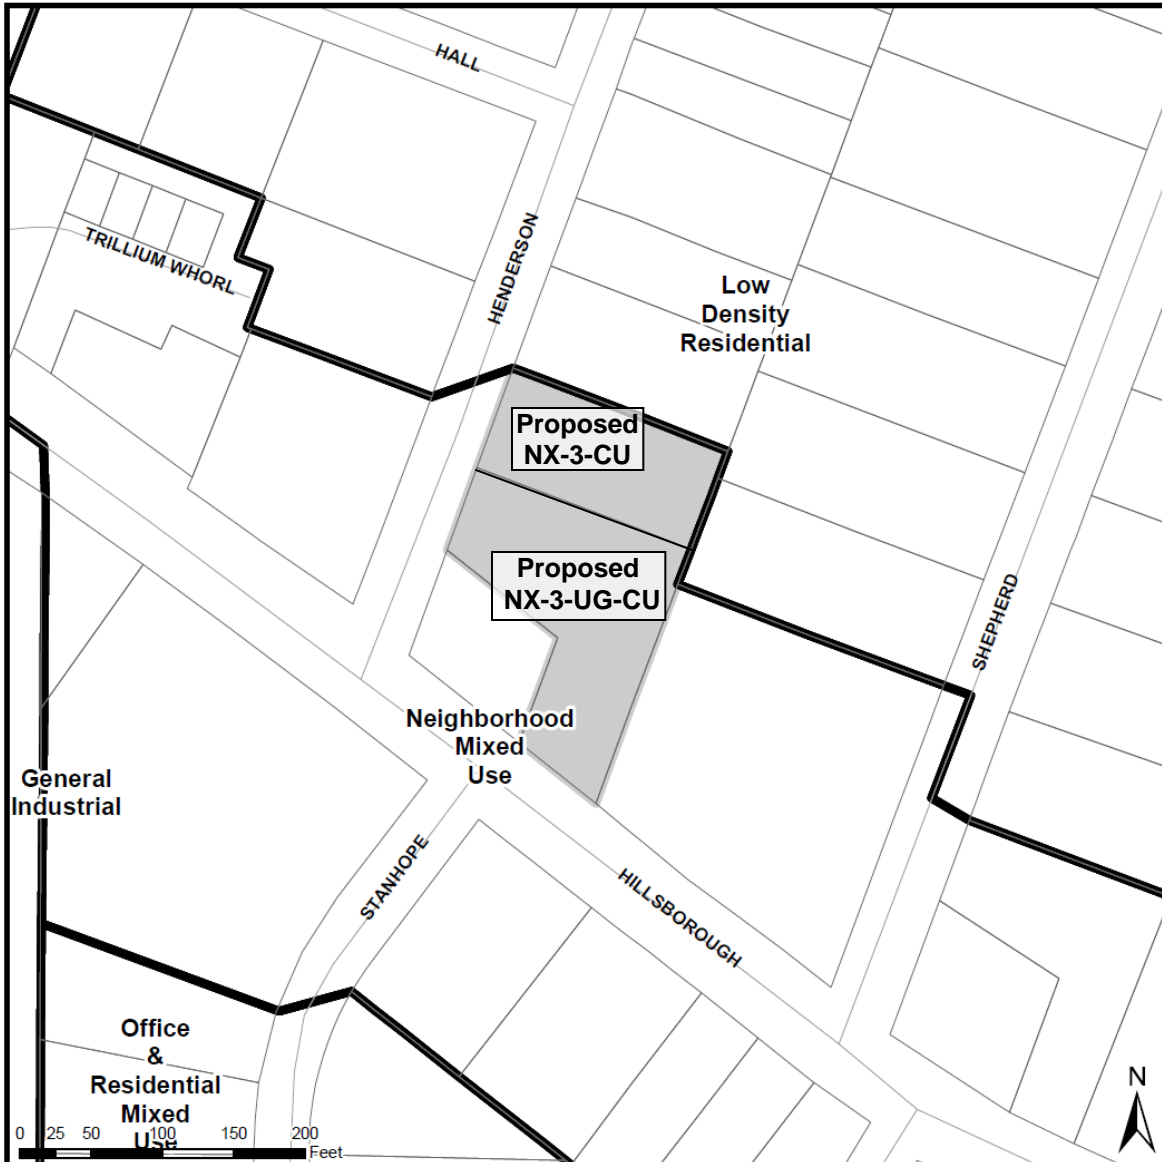 HALL
HENDERSON
TRILLIUM WHORL
Low
Density
Residential
Proposed
NX-3-CU
Proposed
NX-3-UG-CU
SHEPHERD
Neighborhood
Mixed
Use
General
Industrial
STANHOPE
HILLSBOROUGH
Office
&
Residential
Mixed
Use
0 25 50 100 150 200
Feet
N